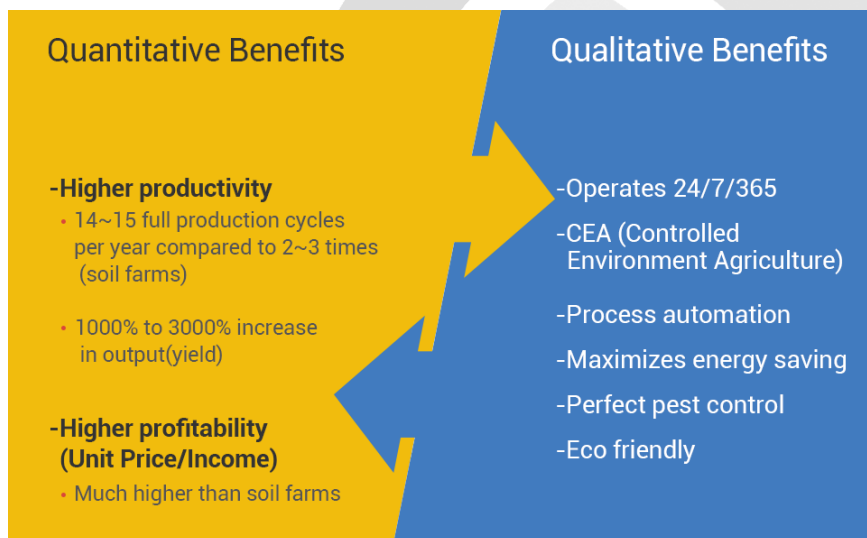 Quantitative Benefits
-Higher productivity
• 14~15 full production cycles
per year compared to 2~3 times
(soil farms)
• 1000% to 3000% increase
in output(yield)
-Higher profitability
(Unit Price/Income)
• Much higher than soil farms
Qualitative Benefits
-Operates 24/7/365
-CEA (Controlled
Environment Agriculture)
-Process automation
-Maximizes energy saving
-Perfect pest control
-Eco friendly